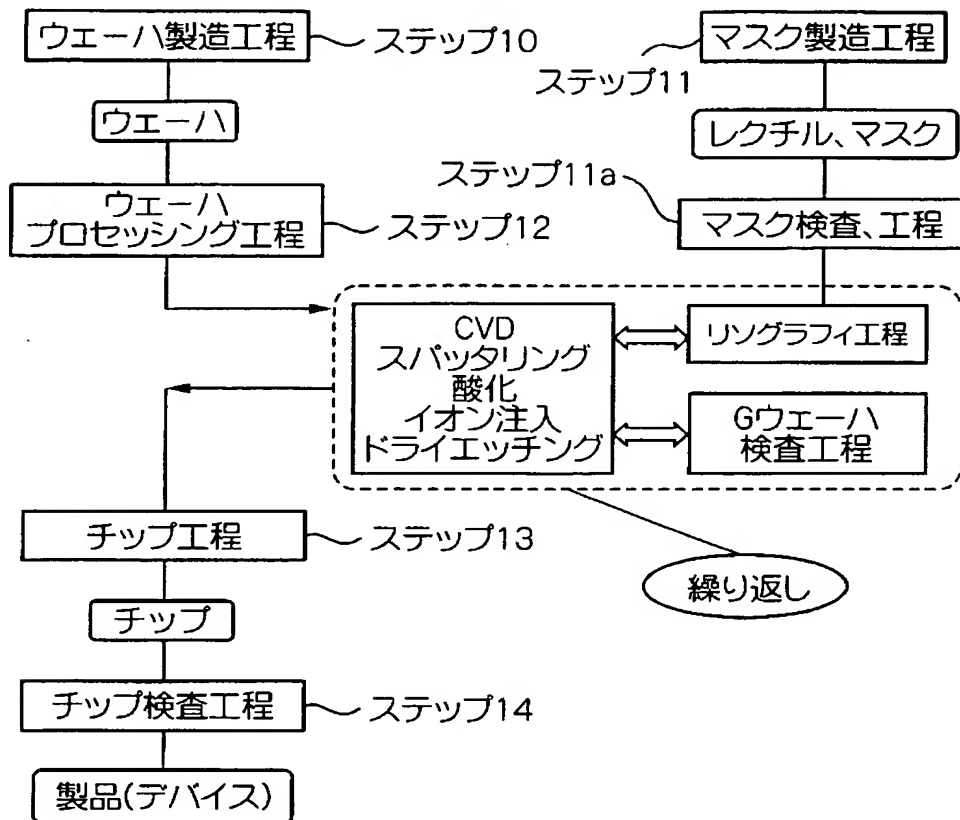 ウェーハ製造工程
ステップ10
マスク製造工程
ステップ11
ウェーハ
レクチル、マスク
ステップ11a
ウェーハ
プロセッシング工程
ステップ12
マスク検査、工程
CVD
スパッタリング
酸化
イオン注入
ドライエッチング
リソグラフィ工程
Gウェーハ
検査工程
チップ工程
ステップ13
繰り返し
チップ
チップ検査工程
ステップ14
製品(デバイス)